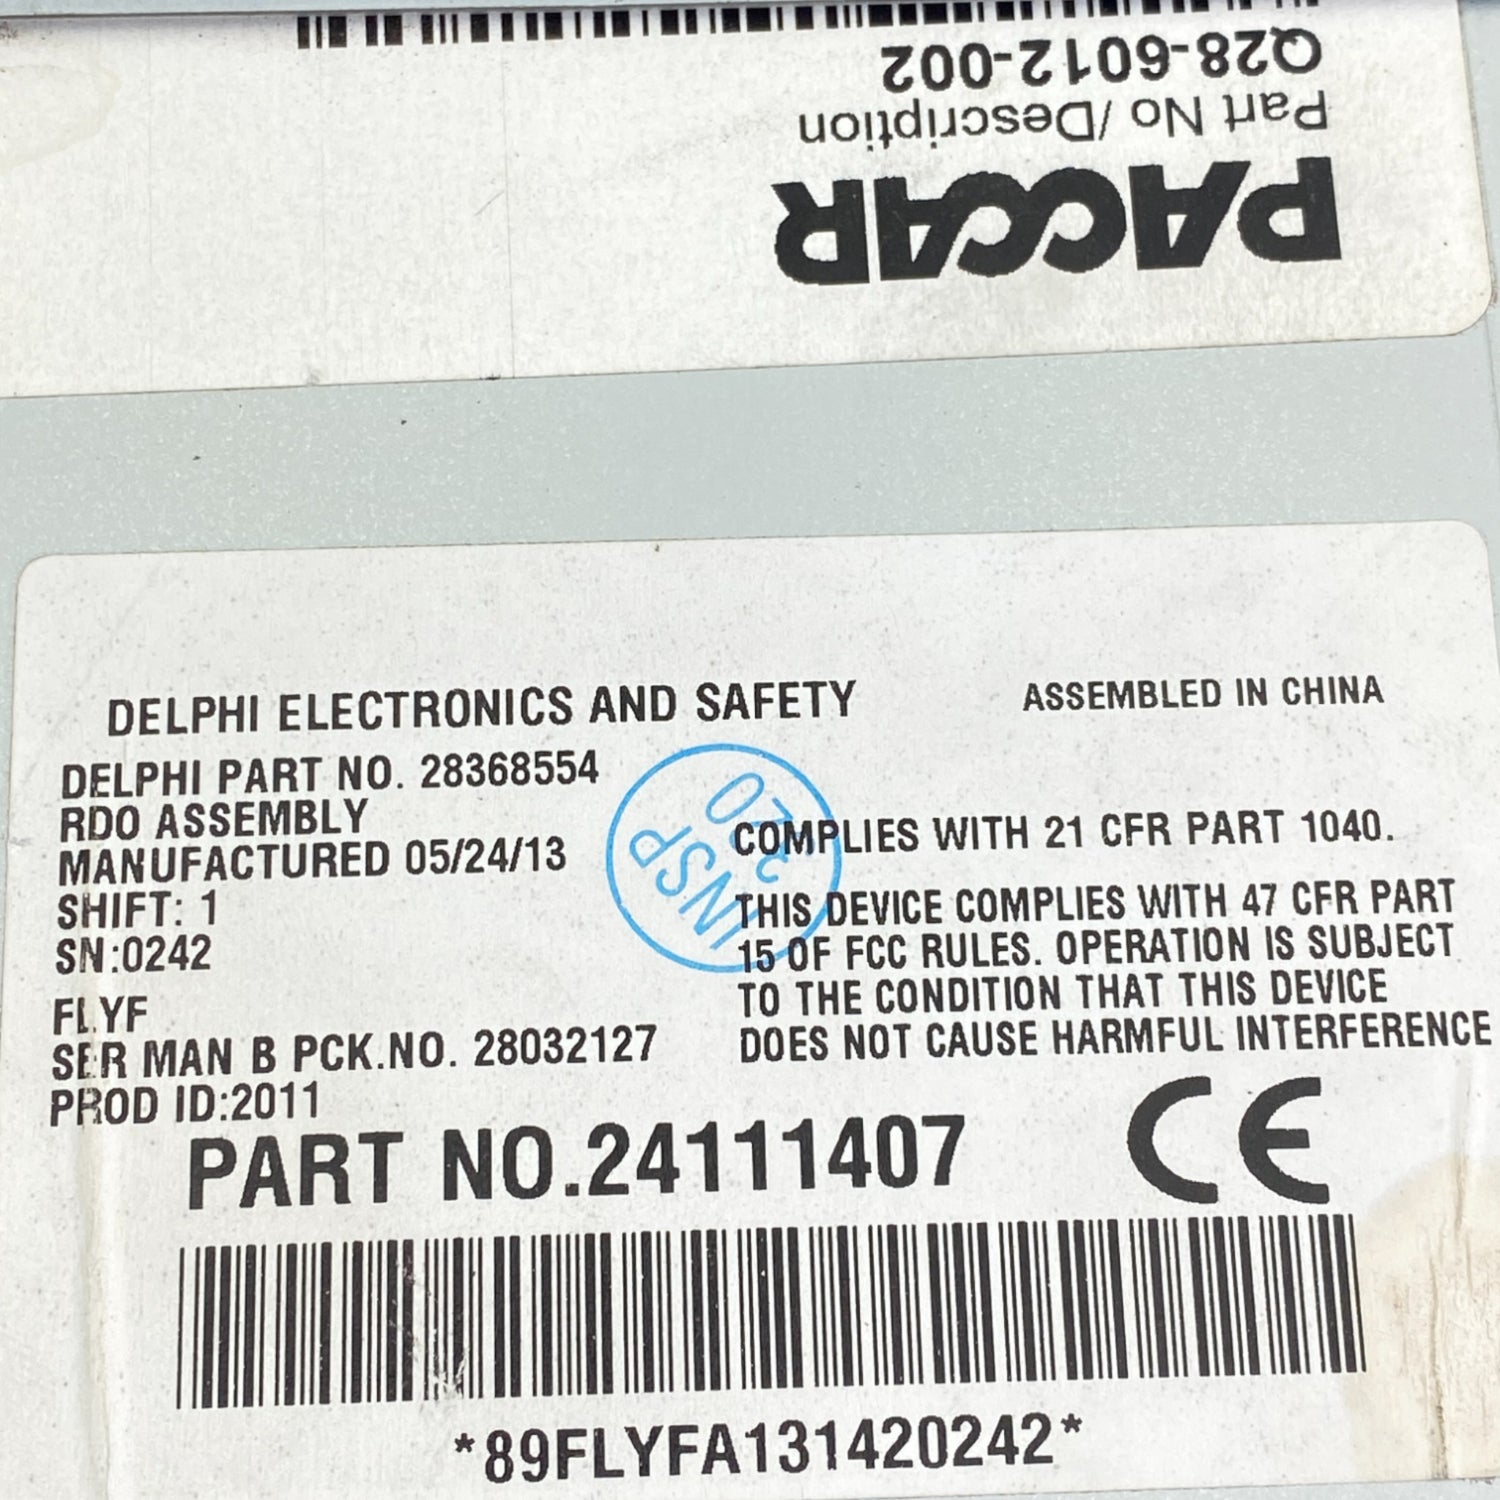 PACCAR
Part No /Description
Q28-6012-002
DELPHI ELECTRONICS AND SAFETY
ASSEMBLED IN CHINA
DELPHI PART NO. 28368554
RDO ASSEMBLY
MANUFACTURED 05/24/13
SHIFT: 1
SN:0242
FLYF
SER MAN B PCK.NO. 28032127
PROD ID:2011
INSP
320
COMPLIES WITH 21 CFR PART 1040.
THIS DEVICE COMPLIES WITH 47 CFR PART
15 OF FCC RULES. OPERATION IS SUBJECT
TO THE CONDITION THAT THIS DEVICE
DOES NOT CAUSE HARMFUL INTERFERENCE
PART NO.24111407
CE
*89FLYFA131420242*